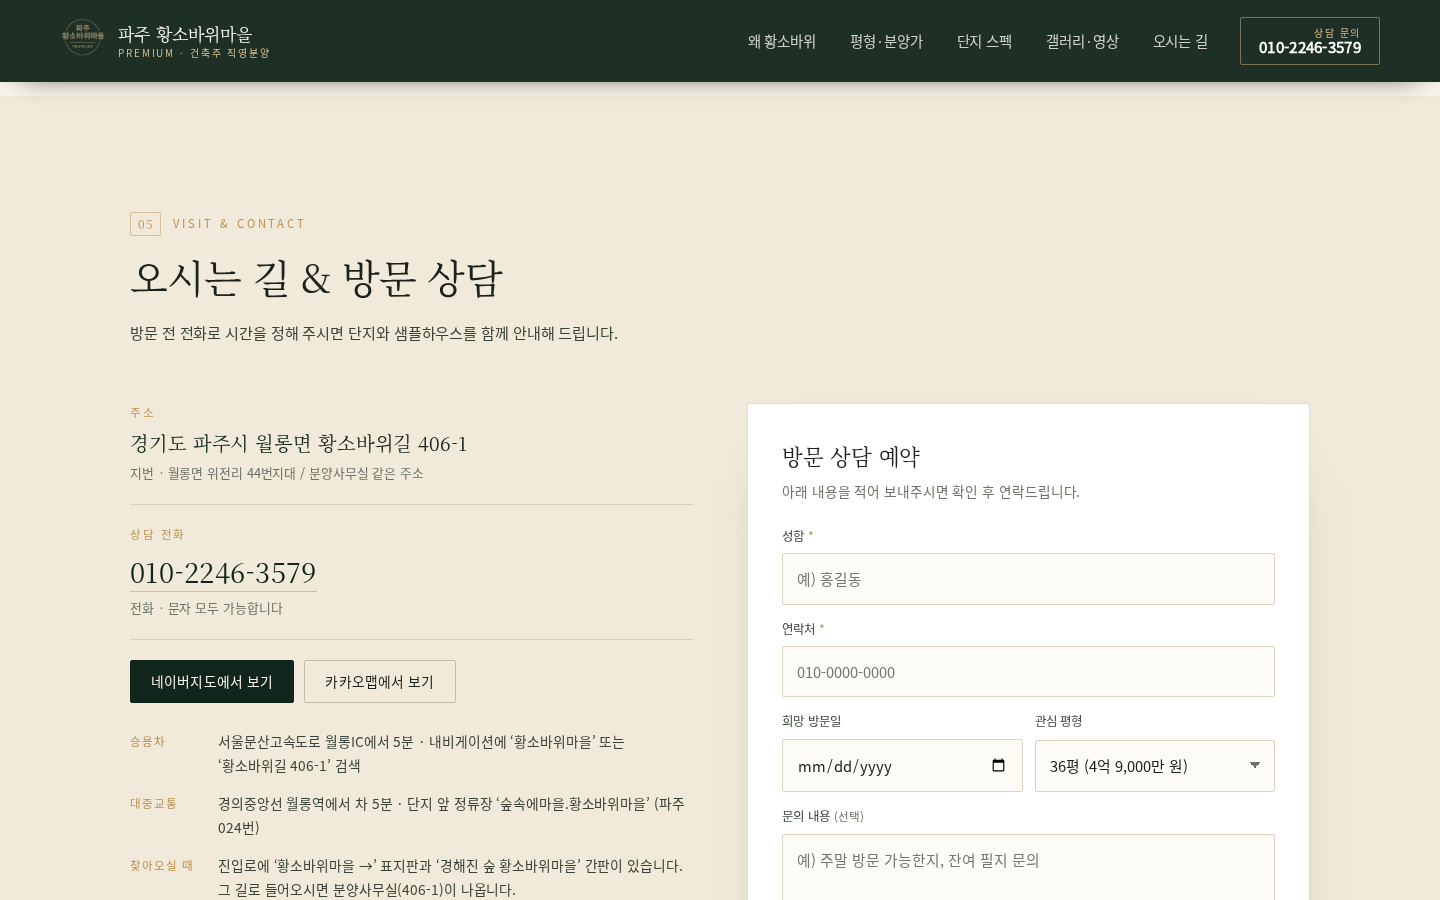 파주
황소바위마을
PREMIUM
파주 황소바위마을
PREMIUM · 건축주 직영분양
왜 황소바위
평형·분양가
단지 스펙
갤러리·영상
오시는 길
상담 문의
010-2246-3579
05 VISIT & CONTACT
오시는 길 & 방문 상담
방문 전 전화로 시간을 정해 주시면 단지와 샘플하우스를 함께 안내해 드립니다.
주소
경기도 파주시 월롱면 황소바위길 406-1
지번 · 월롱면 위전리 44번지대 / 분양사무실 같은 주소
상담 전화
010-2246-3579
전화 · 문자 모두 가능합니다
네이버지도에서 보기
카카오맵에서 보기
승용차
서울문산고속도로 월롱IC에서 5분 · 내비게이션에 ‘황소바위마을’ 또는
‘황소바위길 406-1’ 검색
대중교통
경의중앙선 월롱역에서 차 5분 · 단지 앞 정류장 ‘숲속에마을.황소바위마을’ (파주
024번)
찾아오실 때
진입로에 ‘황소바위마을 →’ 표지판과 ‘경해진 숲 황소바위마을’ 간판이 있습니다.
그 길로 들어오시면 분양사무실(406-1)이 나옵니다.
방문 상담 예약
아래 내용을 적어 보내주시면 확인 후 연락드립니다.
성함 *
예) 홍길동
연락처 *
010-0000-0000
희망 방문일
mm/dd/yyyy
관심 평형
36평 (4억 9,000만 원)
문의 내용 (선택)
예) 주말 방문 가능한지, 잔여 필지 문의